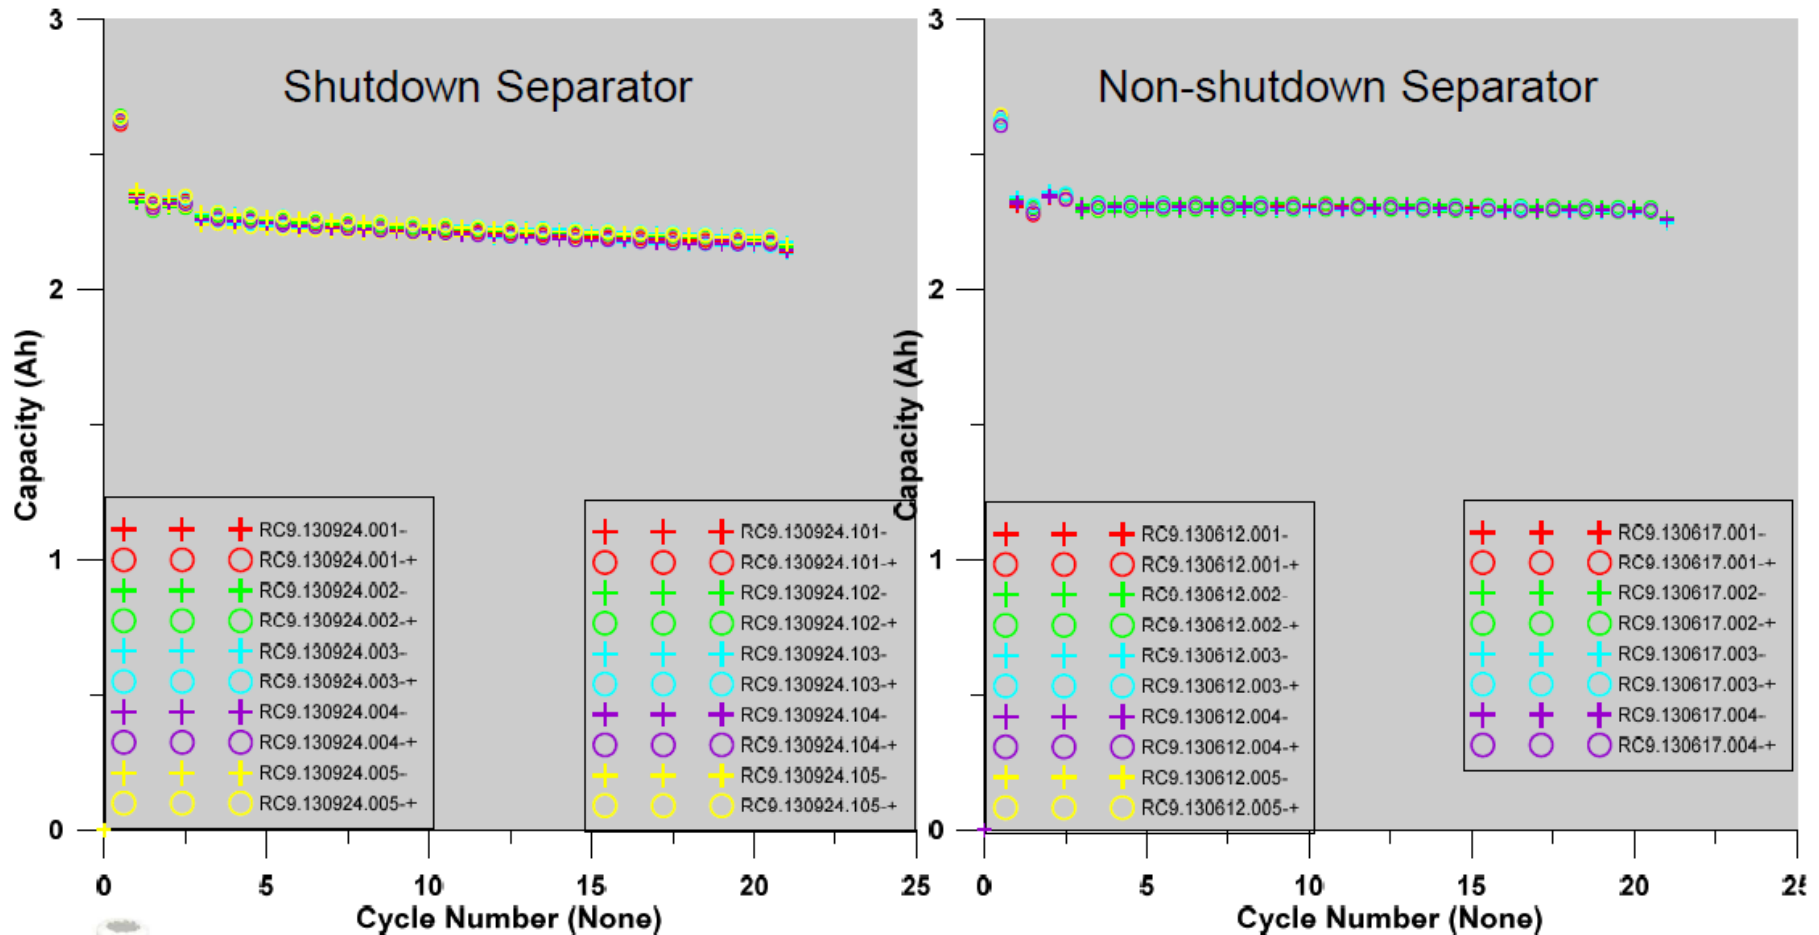 Shutdown Separator
3
2
1
0
Capacity (Ah)
RC9.130924.001-
RC9.130924.001-+
RC9.130924.002-
RC9.130924.002-+
RC9.130924.003-
RC9.130924.003-+
RC9.130924.004-
RC9.130924.004-+
RC9.130924.005-
RC9.130924.005-+
RC9.130924.101-
RC9.130924.101-+
RC9.130924.102-
RC9.130924.102-+
RC9.130924.103-
RC9.130924.103-+
RC9.130924.104-
RC9.130924.104-+
RC9.130924.105-
RC9.130924.105-+
0 5 10 15 20 25
Cycle Number (None)
Non-shutdown Separator
3
2
1
0
Capacity (Ah)
RC9.130612.001-
RC9.130612.001-+
RC9.130612.002-
RC9.130612.002-+
RC9.130612.003-
RC9.130612.003-+
RC9.130612.004-
RC9.130612.004-+
RC9.130612.005-
RC9.130612.005-+
RC9.130617.001-
RC9.130617.001-+
RC9.130617.002-
RC9.130617.002-+
RC9.130617.003-
RC9.130617.003-+
RC9.130617.004-
RC9.130617.004-+
0 5 10 15 20 25
Cycle Number (None)